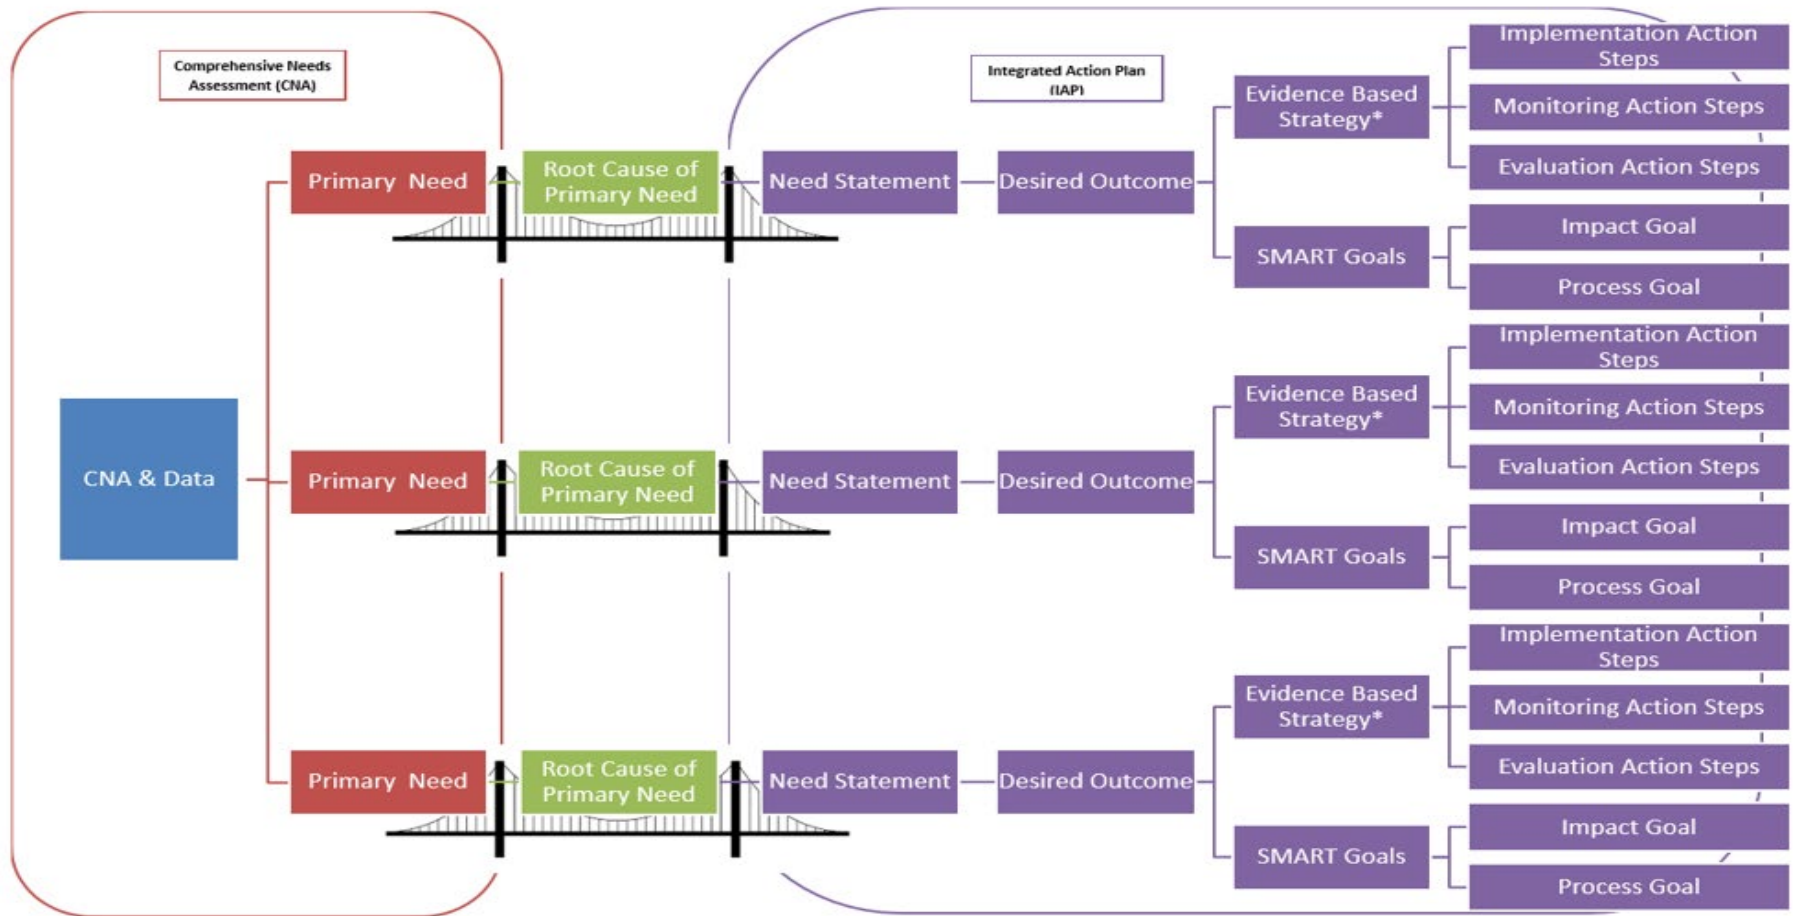 Comprehensive Needs
Assessment (CNA)
Integrated Action Plan
(IAP)
CNA & Data
Primary Need
Root Cause of
Primary Need
Need Statement
Desired Outcome
Evidence Based
Strategy*
Implementation Action
Steps
Monitoring Action Steps
Evaluation Action Steps
SMART Goals
Impact Goal
Process Goal
Primary Need
Root Cause of
Primary Need
Need Statement
Desired Outcome
Evidence Based
Strategy*
Implementation Action
Steps
Monitoring Action Steps
Evaluation Action Steps
SMART Goals
Impact Goal
Process Goal
Primary Need
Root Cause of
Primary Need
Need Statement
Desired Outcome
Evidence Based
Strategy*
Implementation Action
Steps
Monitoring Action Steps
Evaluation Action Steps
SMART Goals
Impact Goal
Process Goal